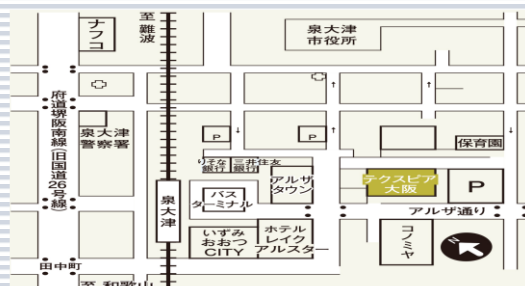 ナフコ
至難波
泉大津
市役所
府道堺阪南線(旧国道26号線)
泉大津
警察署
P
P
保育園
りそな
銀行
三井住友
銀行
アルザ
タウン
テクスピア
大阪
P
バス
ターミナル
泉大津
アルザ通り
いずみ
おおつ
CITY
ホテル
レイク
アルスター
コノミヤ
N
田中町
至 和歌山